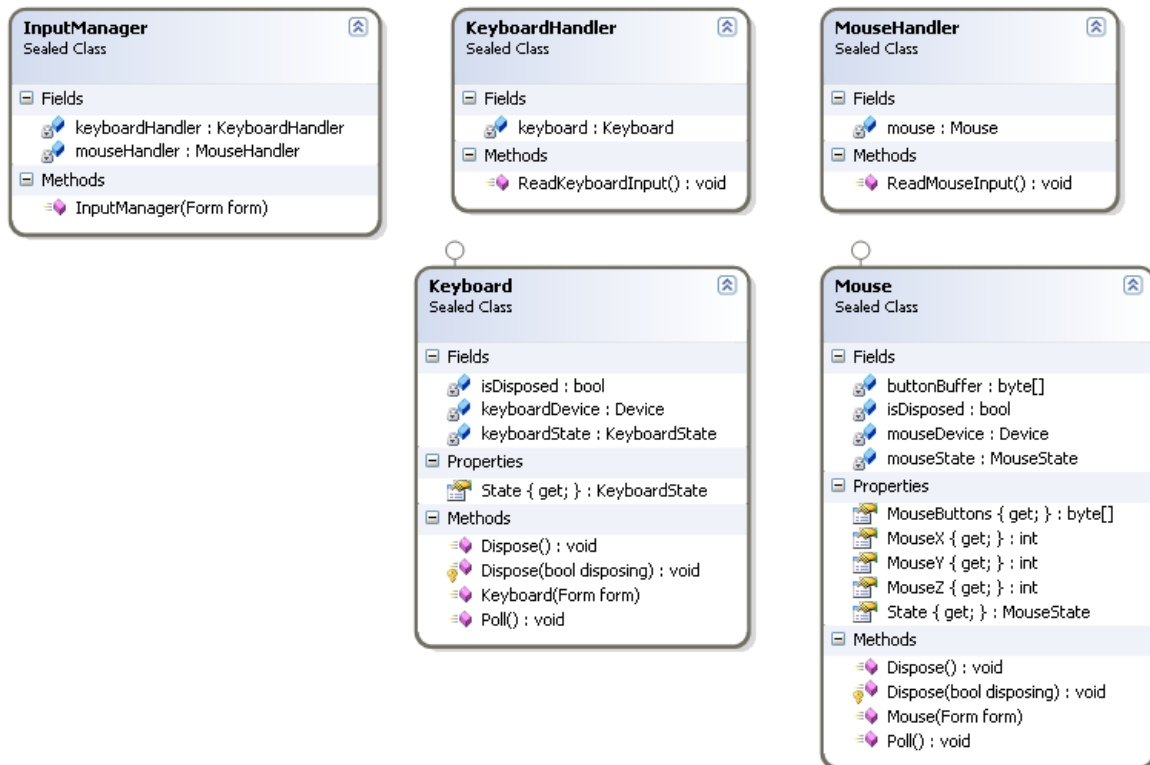 InputManager
Sealed Class
Fields
keyboardHandler : KeyboardHandler
mouseHandler : MouseHandler
Methods
InputManager(Form form)
KeyboardHandler
Sealed Class
Fields
keyboard : Keyboard
Methods
ReadKeyboardInput() : void
MouseHandler
Sealed Class
Fields
mouse : Mouse
Methods
ReadMouseInput() : void
Keyboard
Sealed Class
Fields
isDisposed : bool
keyboardDevice : Device
keyboardState : KeyboardState
Properties
State { get; } : KeyboardState
Methods
Dispose() : void
Dispose(bool disposing) : void
Keyboard(Form form)
Poll() : void
Mouse
Sealed Class
Fields
buttonBuffer : byte[]
isDisposed : bool
mouseDevice : Device
mouseState : MouseState
Properties
MouseButtons { get; } : byte[]
MouseX { get; } : int
MouseY { get; } : int
MouseZ { get; } : int
State { get; } : MouseState
Methods
Dispose() : void
Dispose(bool disposing) : void
Mouse(Form form)
Poll() : void